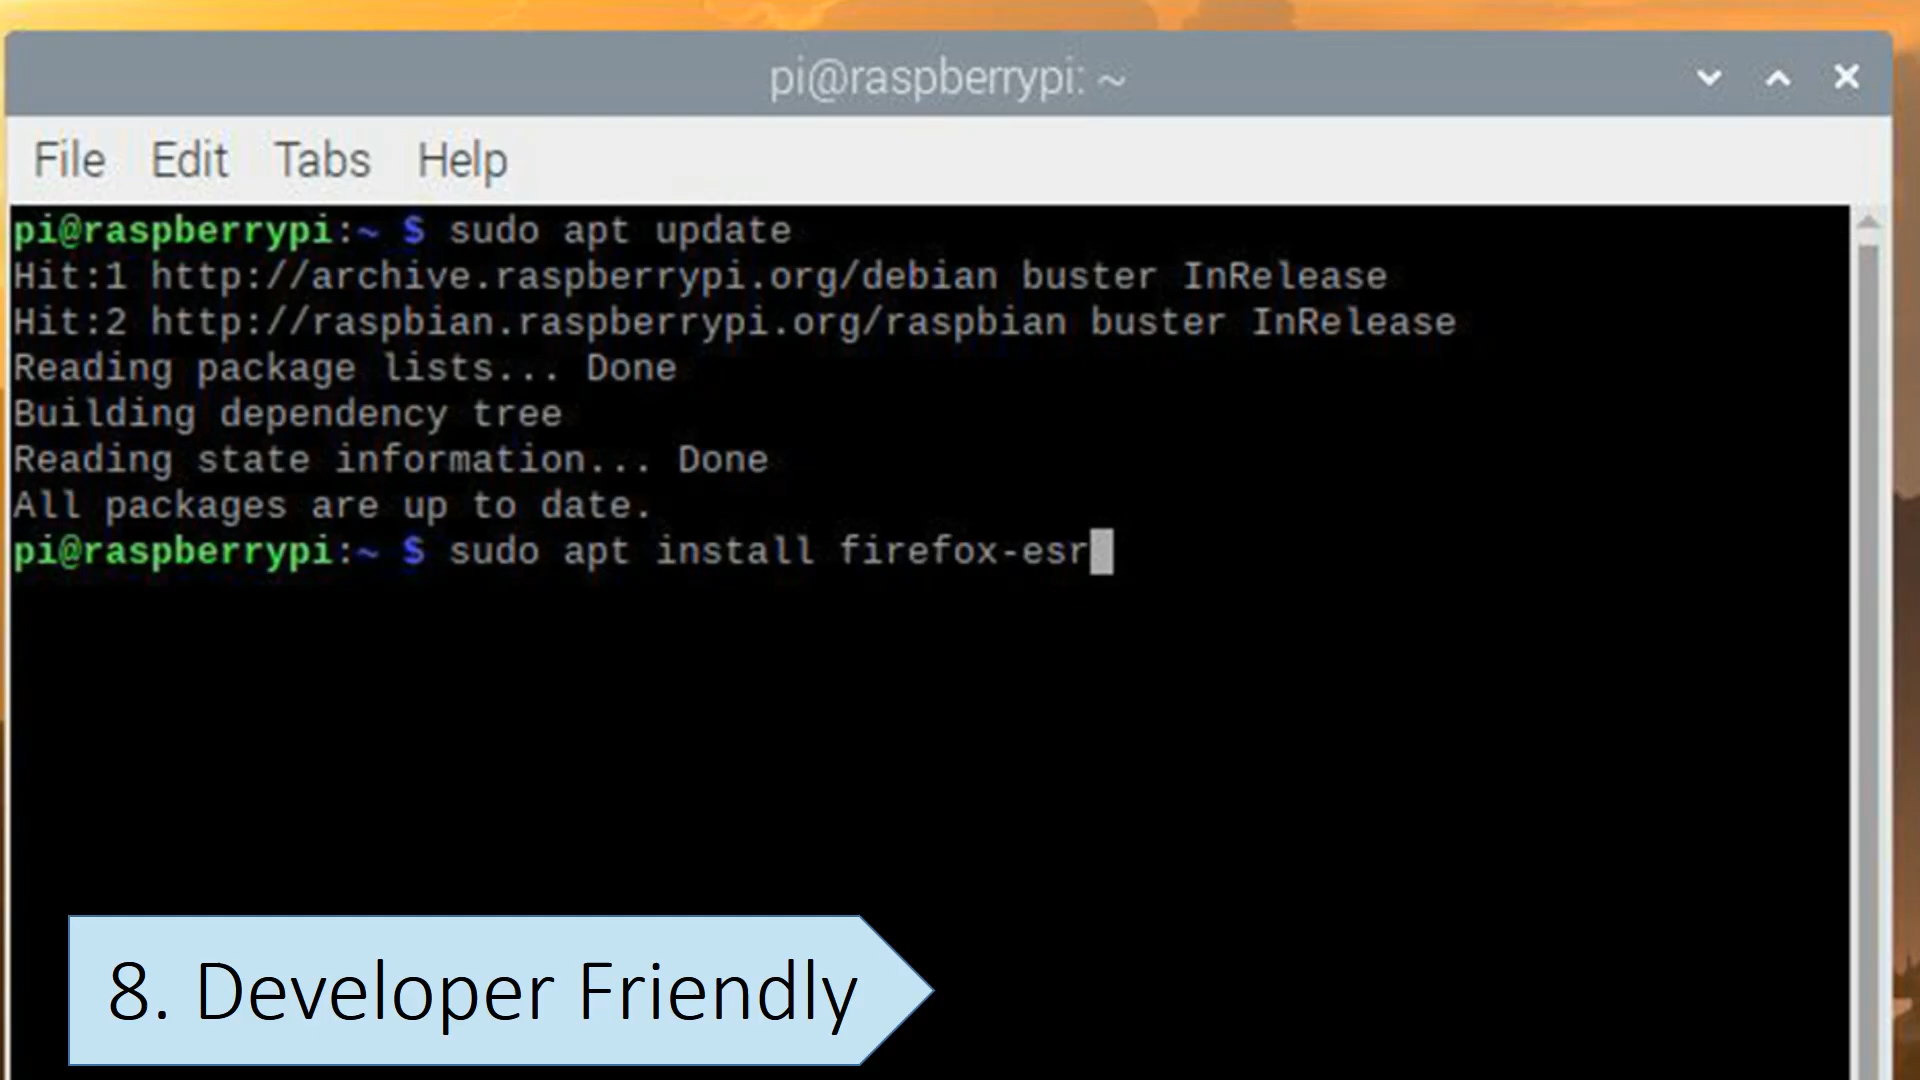 pi@raspberrypi: ~
File Edit Tabs Help
pi@raspberrypi:~ $ sudo apt update
Hit:1 http://archive.raspberrypi.org/debian buster InRelease
Hit:2 http://raspbian.raspberrypi.org/raspbian buster InRelease
Reading package lists... Done
Building dependency tree
Reading state information... Done
All packages are up to date.
pi@raspberrypi:~ $ sudo apt install firefox-esr
8. Developer Friendly